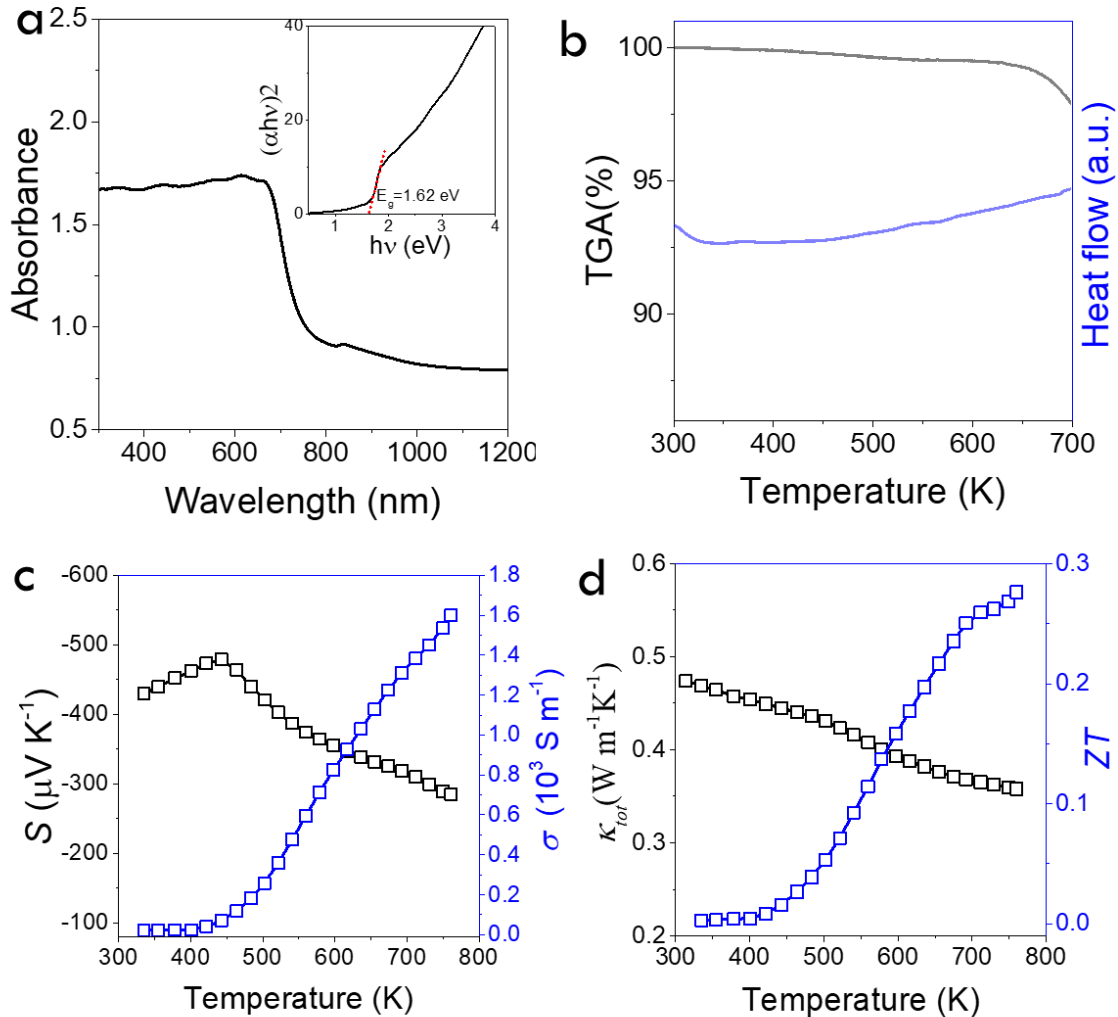 a
2.5
2.0
1.5
1.0
0.5
Absorbance
400 600 800 1000 1200
Wavelength (nm)
40
20
0
(αhν)2
E_g=1.62 eV
1 2 3 4
hν (eV)
b
100
95
90
TGA(%)
Heat flow (a.u.)
300 400 500 600 700
Temperature (K)
c
-600
-500
-400
-300
-200
-100
S (μV K⁻¹)
1.8
1.6
1.4
1.2
1.0
0.8
0.6
0.4
0.2
0.0
σ (10³ S m⁻¹)
300 400 500 600 700 800
Temperature (K)
d
0.6
0.5
0.4
0.3
0.2
κ_tot(W m⁻¹K⁻¹)
0.3
0.2
0.1
0.0
ZT
300 400 500 600 700 800
Temperature (K)